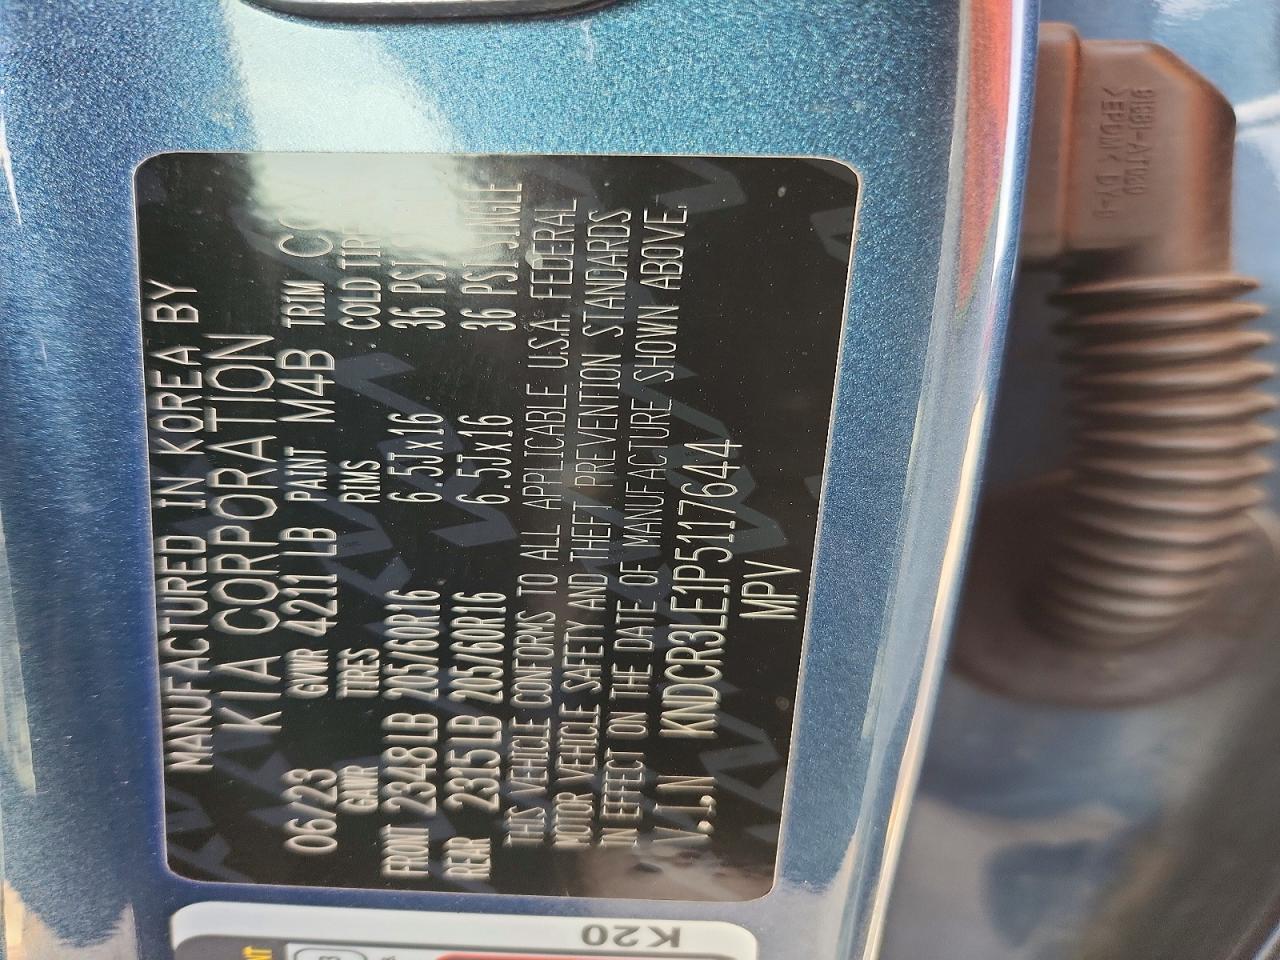 MANUFACTURED IN KOREA BY
KIA CORPORATION
06/23 GVWR 4211 LB PAINT M4B TRIM
GAWR TIRES RIMS COLD TIRE
FRONT 2348LB 205/60R16 6.5Jx16 36 PSI
REAR 2315LB 205/60R16 6.5Jx16 36 PSI SINGLE
THIS VEHICLE CONFORMS TO ALL APPLICABLE U.S.A. FEDERAL
MOTOR VEHICLE SAFETY AND THEFT PREVENTION STANDARDS
IN EFFECT ON THE DATE OF MANUFACTURE SHOWN ABOVE.
V.I.N KNDCR3LE1P5117644
MPV
K20
>EPDM< DY-